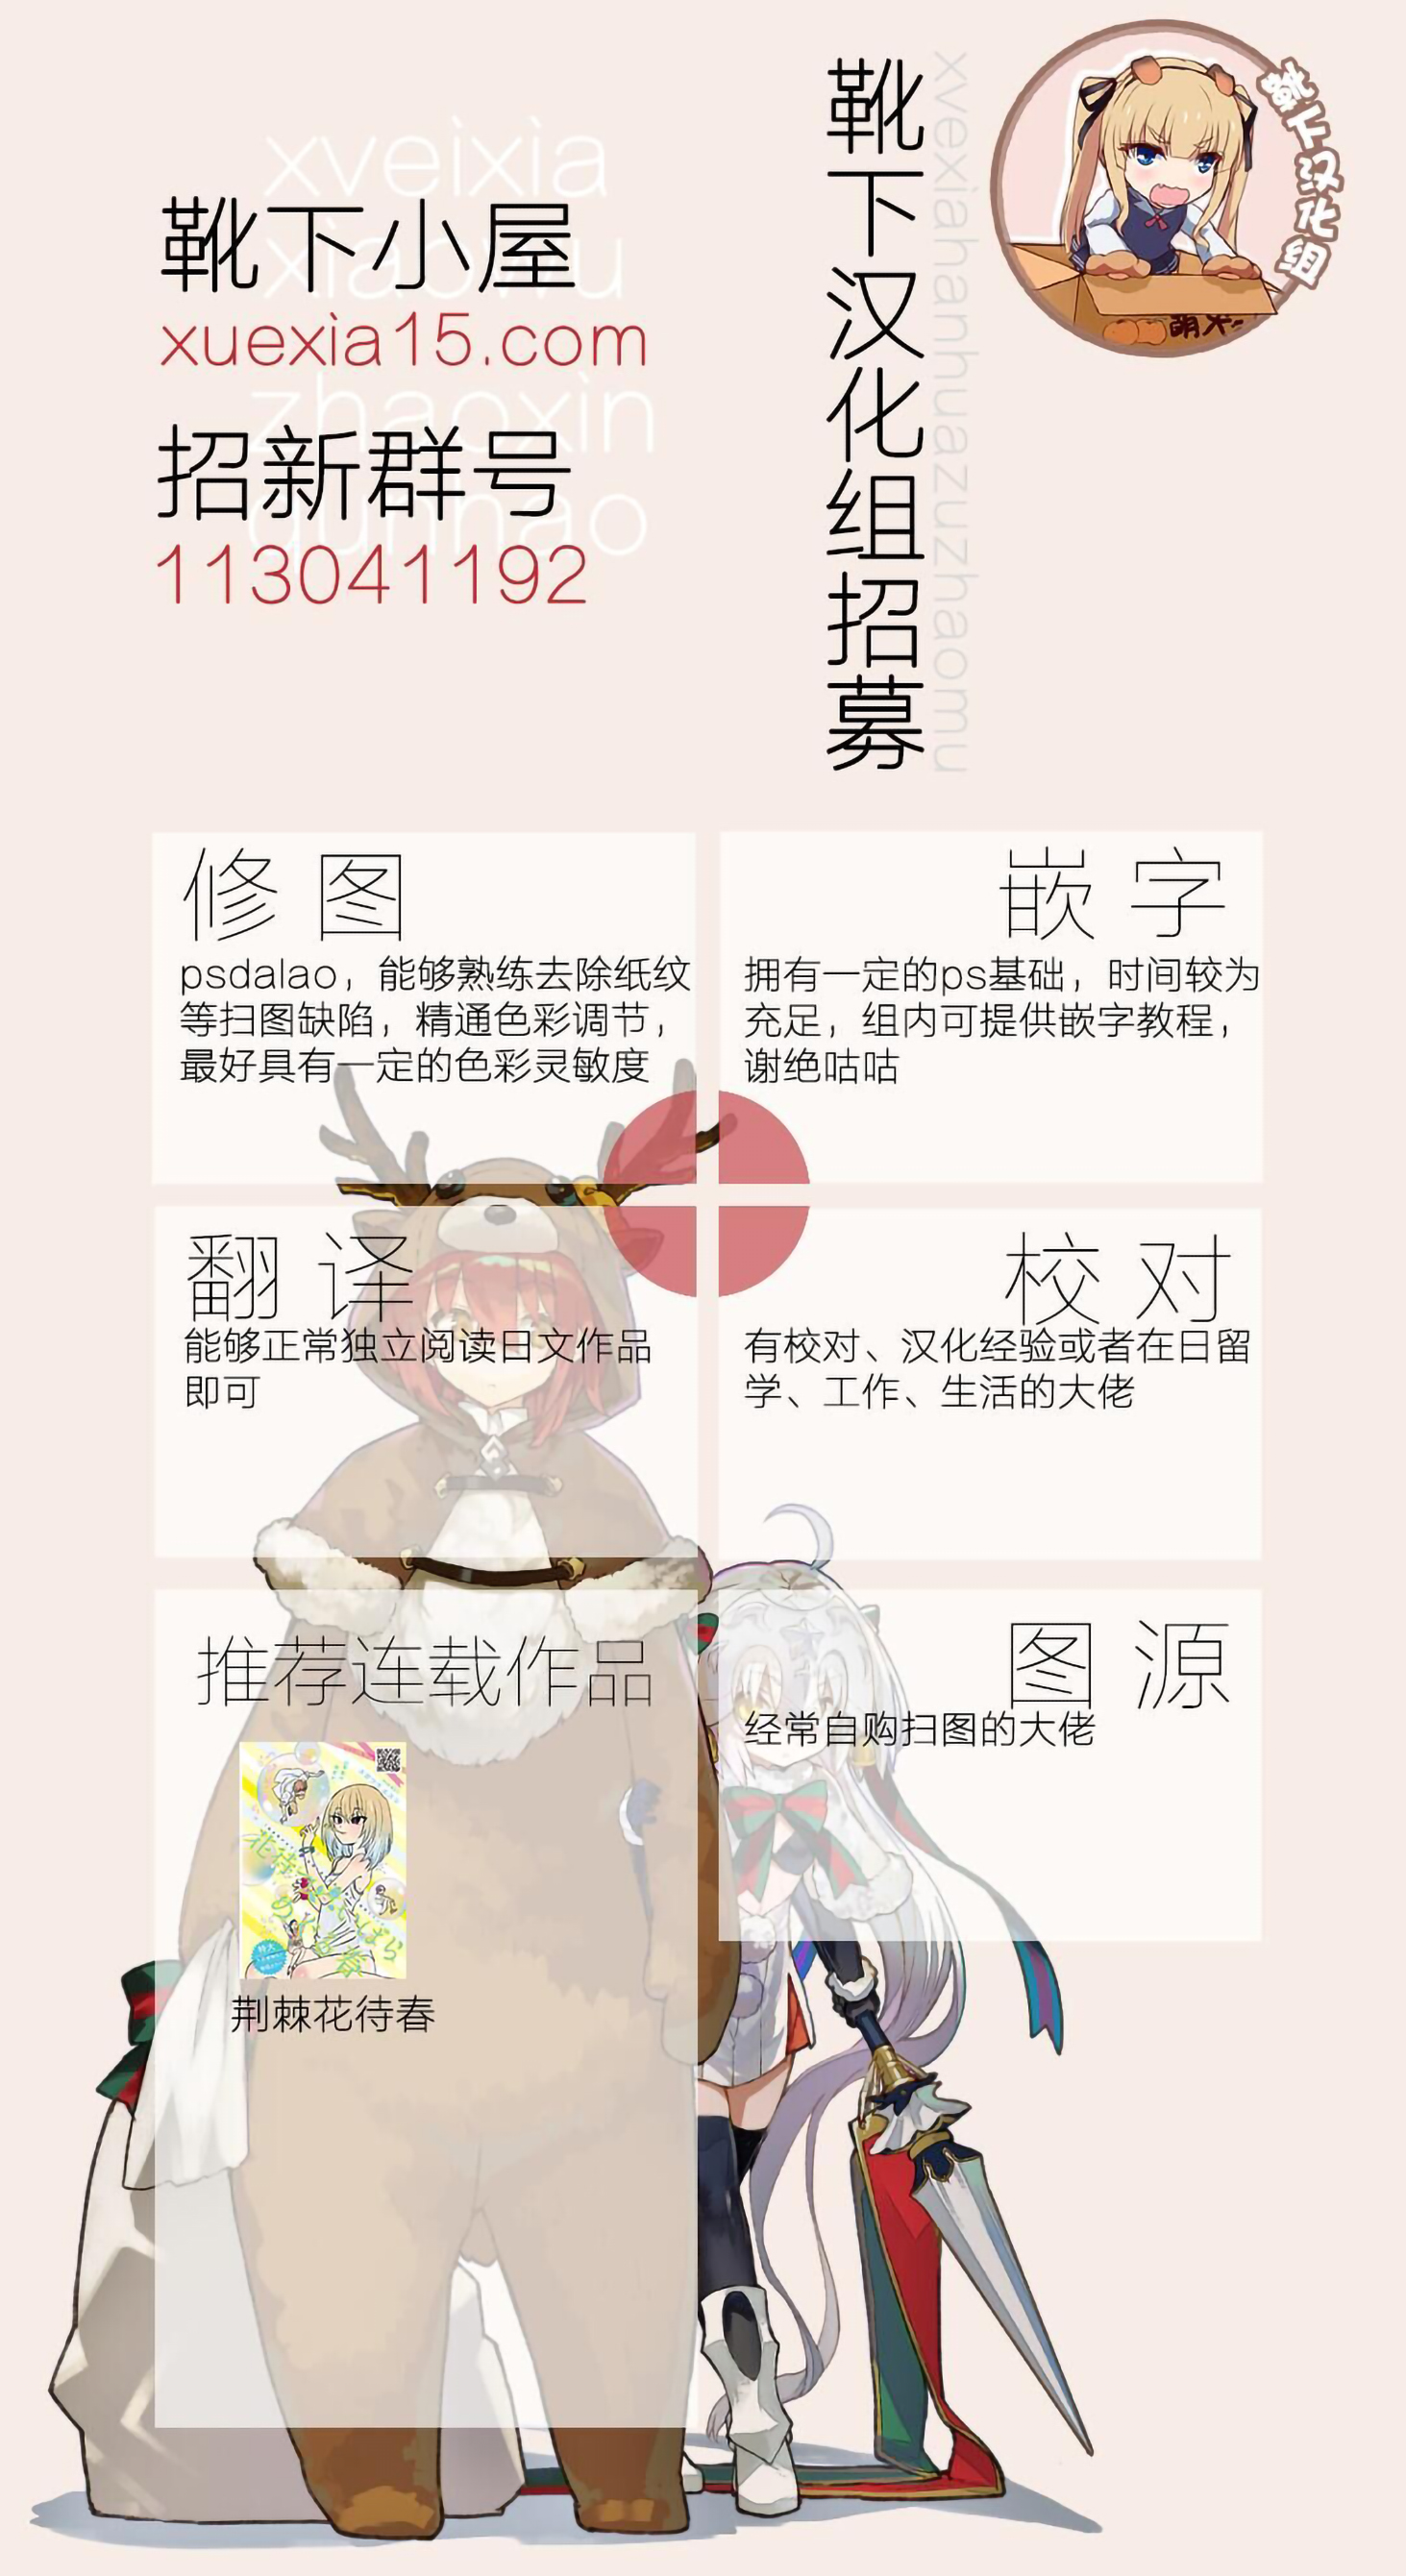 xveixia
靴下小屋
xiaowu
xuexia15.com
zhaoxin
招新群号
qunhao
113041192
靴下汉化组招募
xvexiahanhuazuzhaomu
靴下汉化组
修图
psdalao，能够熟练去除纸纹
等扫图缺陷，精通色彩调节，
最好具有一定的色彩灵敏度
嵌字
拥有一定的ps基础，时间较为
充足，组内可提供嵌字教程，
谢绝咕咕
翻译
能够正常独立阅读日文作品
即可
校对
有校对、汉化经验或者在日留
学、工作、生活的大佬
推荐连载作品
荆棘花待春
图源
经常自购扫图的大佬